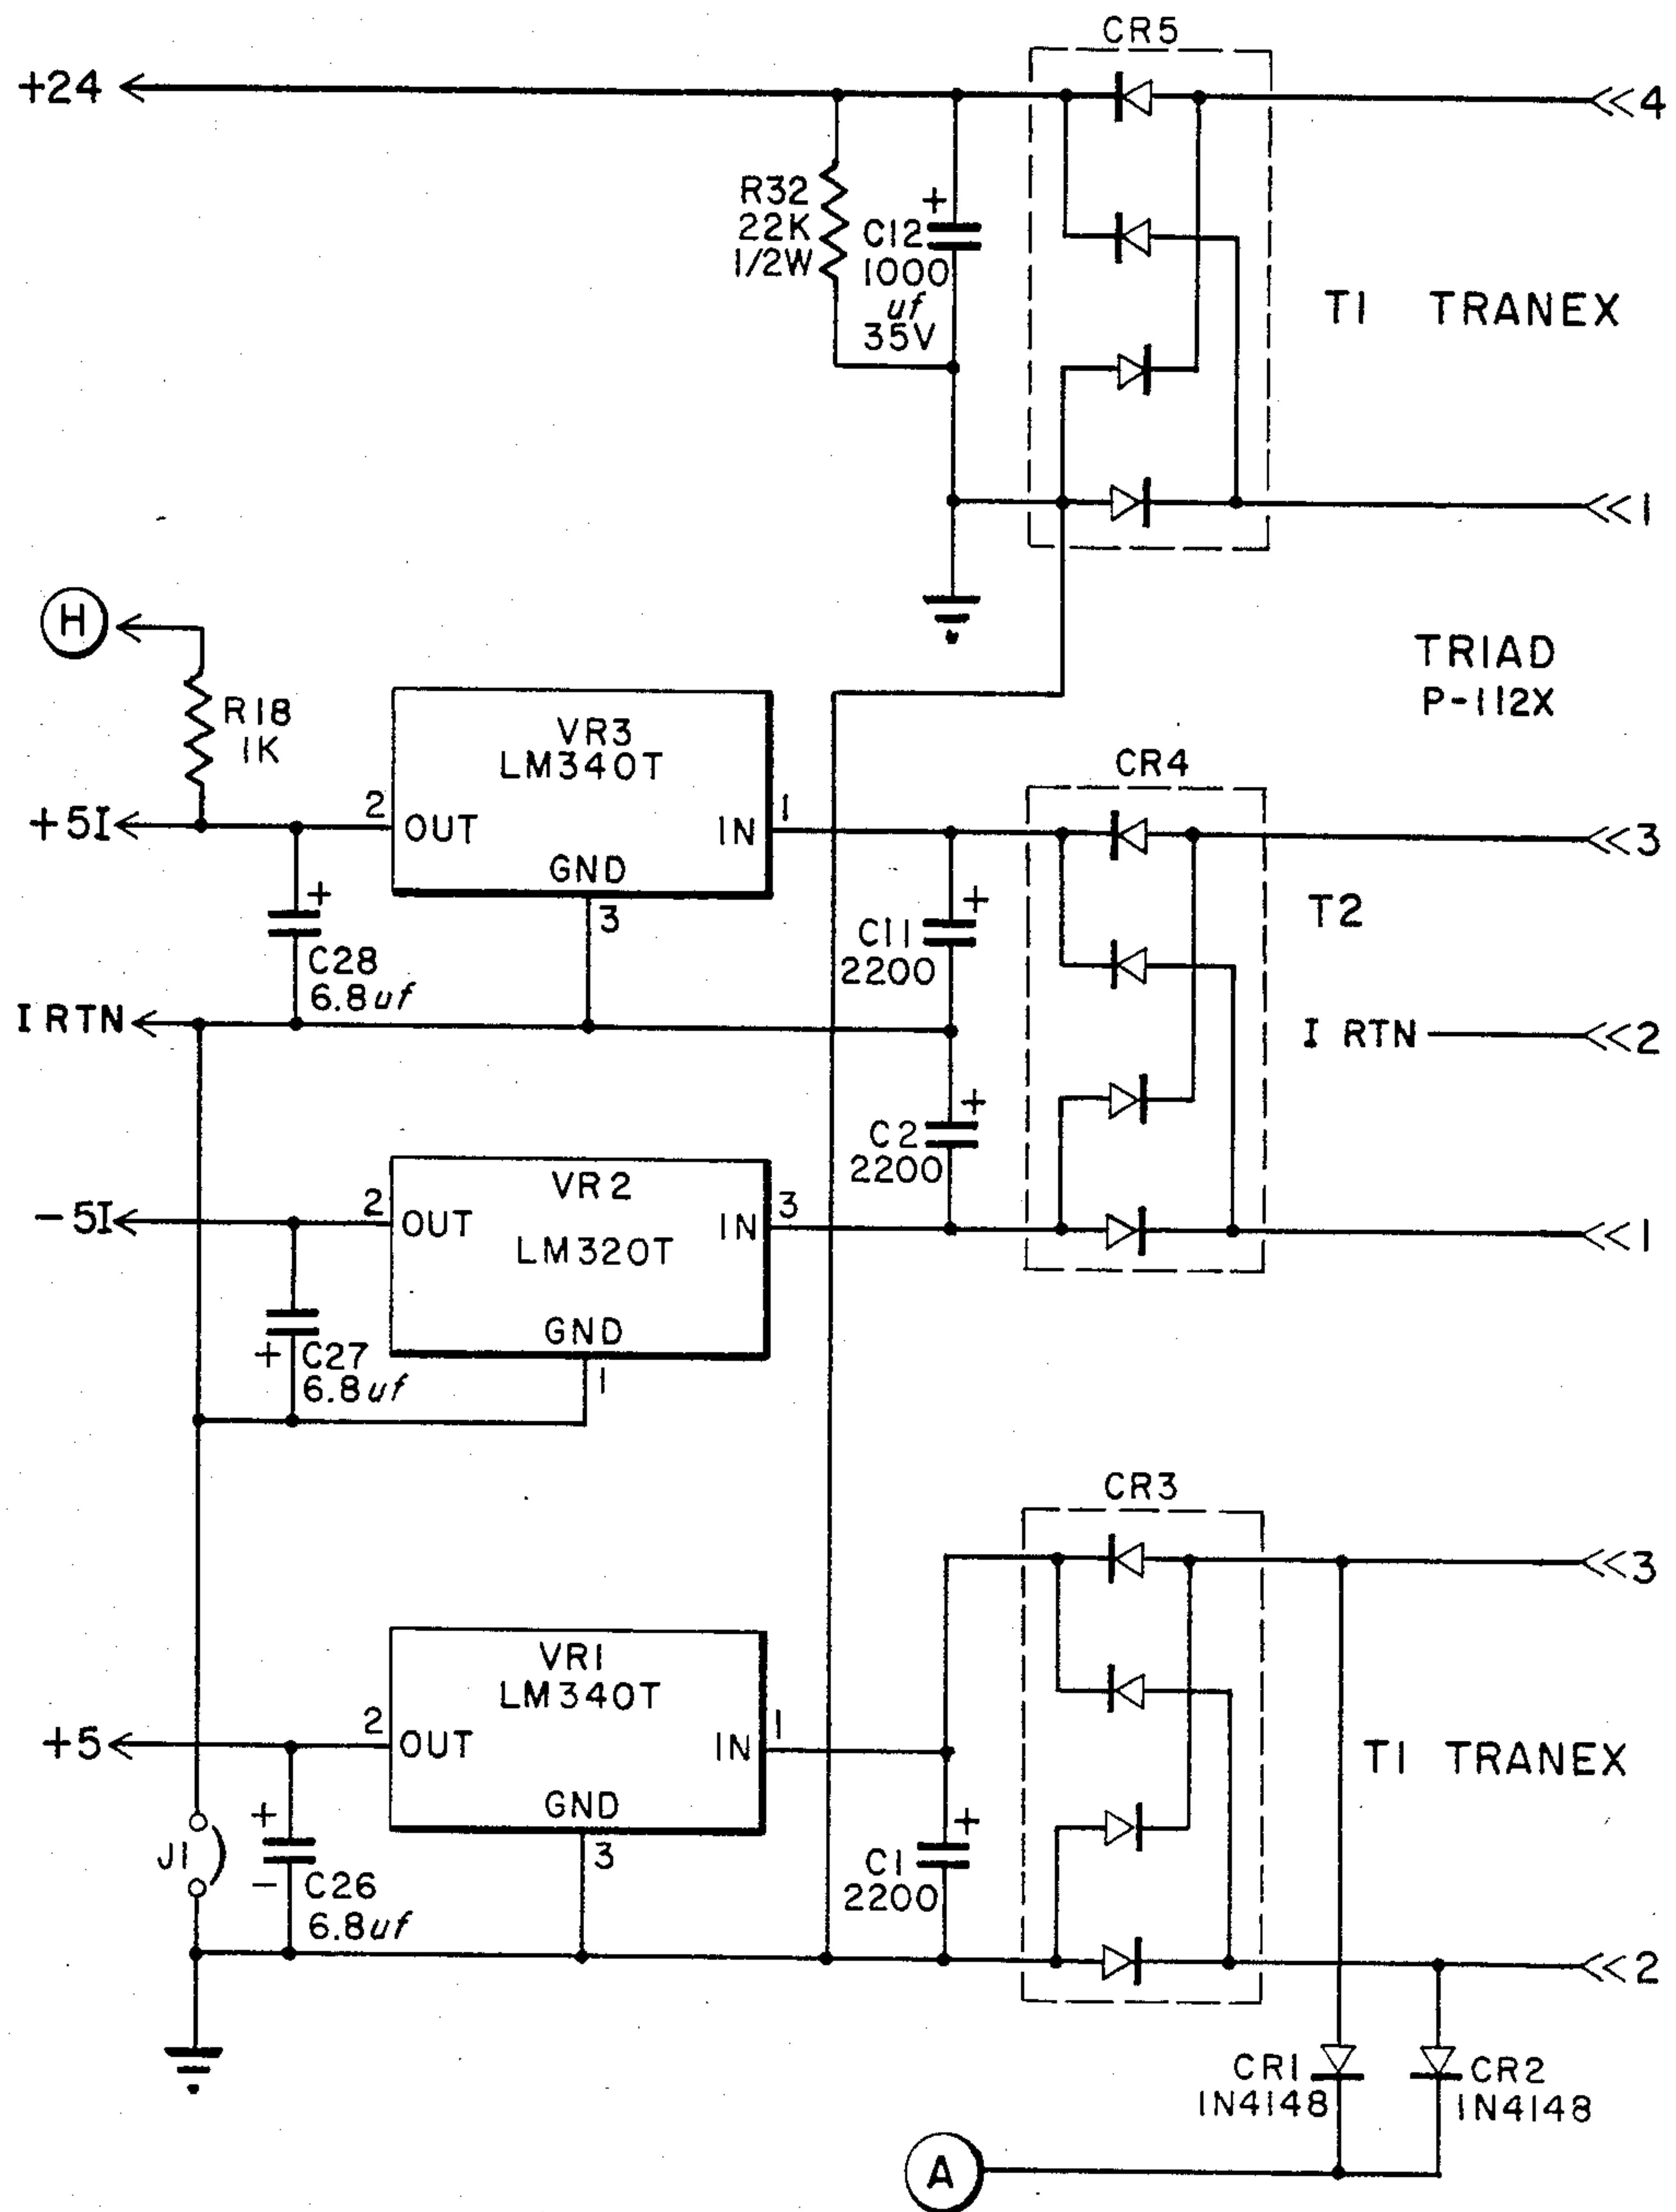 CR5
+24
4
R32
22K
1/2W
+
C12
1000
uf
35V
T1 TRANEX
1
H
TRIAD
P-112X
R18
1K
VR3
LM340T
CR4
+5I
2
OUT
IN
1
3
GND
3
+
C28
6.8uf
+
C11
2200
T2
I RTN
I RTN
2
+
C2
2200
-5I
2
OUT
VR2
LM320T
IN
3
1
GND
1
+
C27
6.8uf
CR3
3
VR1
LM340T
+5
2
OUT
IN
1
T1 TRANEX
GND
3
J1
+
-
C26
6.8uf
+
C1
2200
2
CR1
1N4148
CR2
1N4148
A